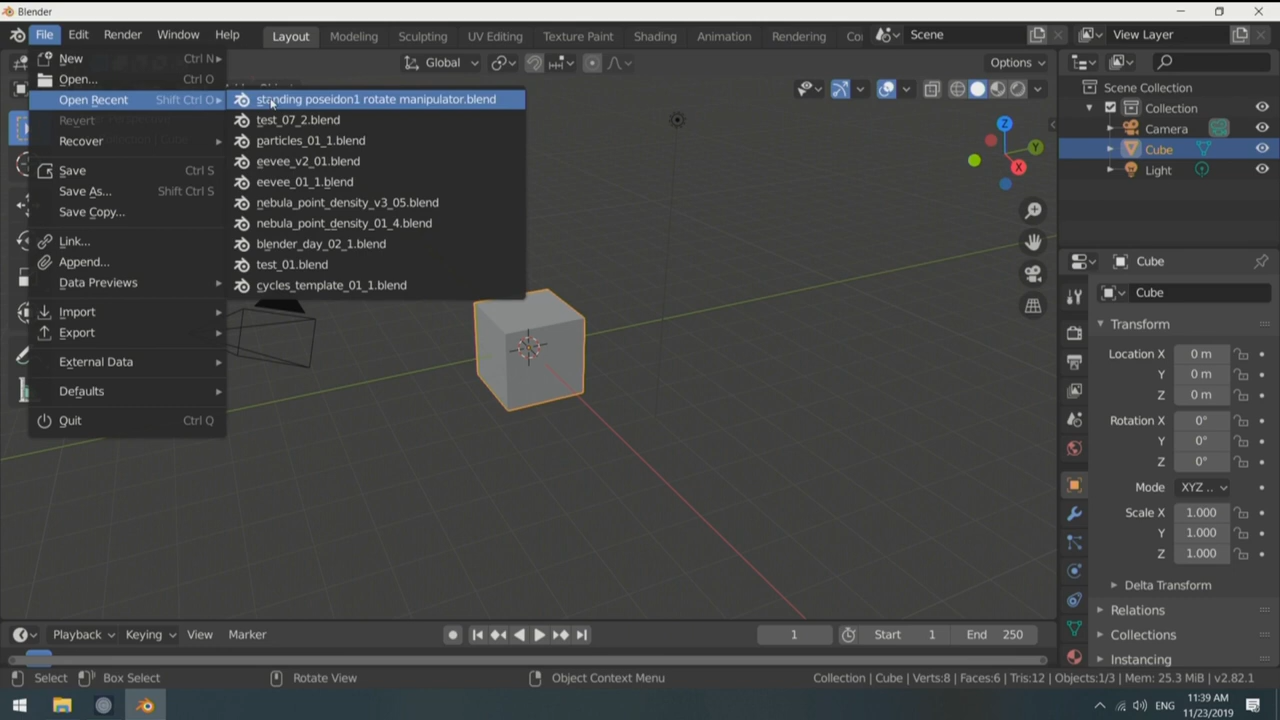 Blender
File Edit Render Window Help Layout Modeling Sculpting UV Editing Texture Paint Shading Animation Rendering Co Scene View Layer
Global Options
New Ctrl N
Open... Ctrl O
Open Recent Shift Ctrl O
Revert
Recover
Save Ctrl S
Save As... Shift Ctrl S
Save Copy...
Link...
Append...
Data Previews
Import
Export
External Data
Defaults
Quit Ctrl Q
standing poseidon1 rotate manipulator.blend
test_07_2.blend
particles_01_1.blend
eevee_v2_01.blend
eevee_01_1.blend
nebula_point_density_v3_05.blend
nebula_point_density_01_4.blend
blender_day_02_1.blend
test_01.blend
cycles_template_01_1.blend
Z
Y
X
Scene Collection
Collection
Camera
Cube
Light
Cube
Cube
Transform
Location X 0 m
Y 0 m
Z 0 m
Rotation X 0°
Y 0°
Z 0°
Mode XYZ ..
Scale X 1.000
Y 1.000
Z 1.000
Delta Transform
Relations
Collections
Instancing
Playback Keying View Marker 1 Start 1 End 250
Select Box Select Rotate View Object Context Menu Collection | Cube | Verts:8 | Faces:6 | Tris:12 | Objects:1/3 | Mem: 25.3 MiB | v2.82.1
ENG
11:39 AM
11/23/2019